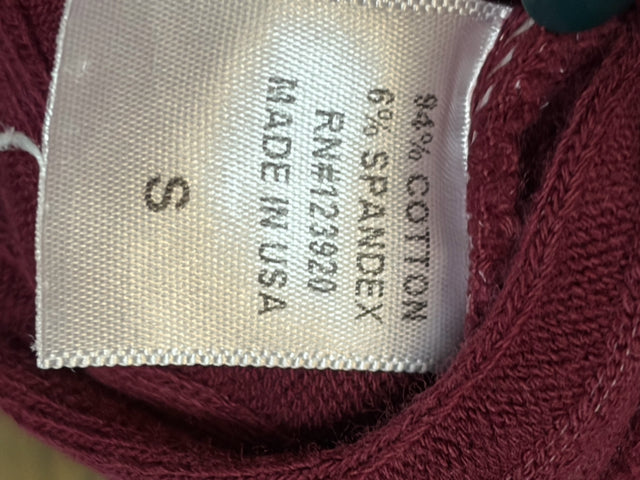 94% COTTON
6% SPANDEX
RN#123920
MADE IN USA
S